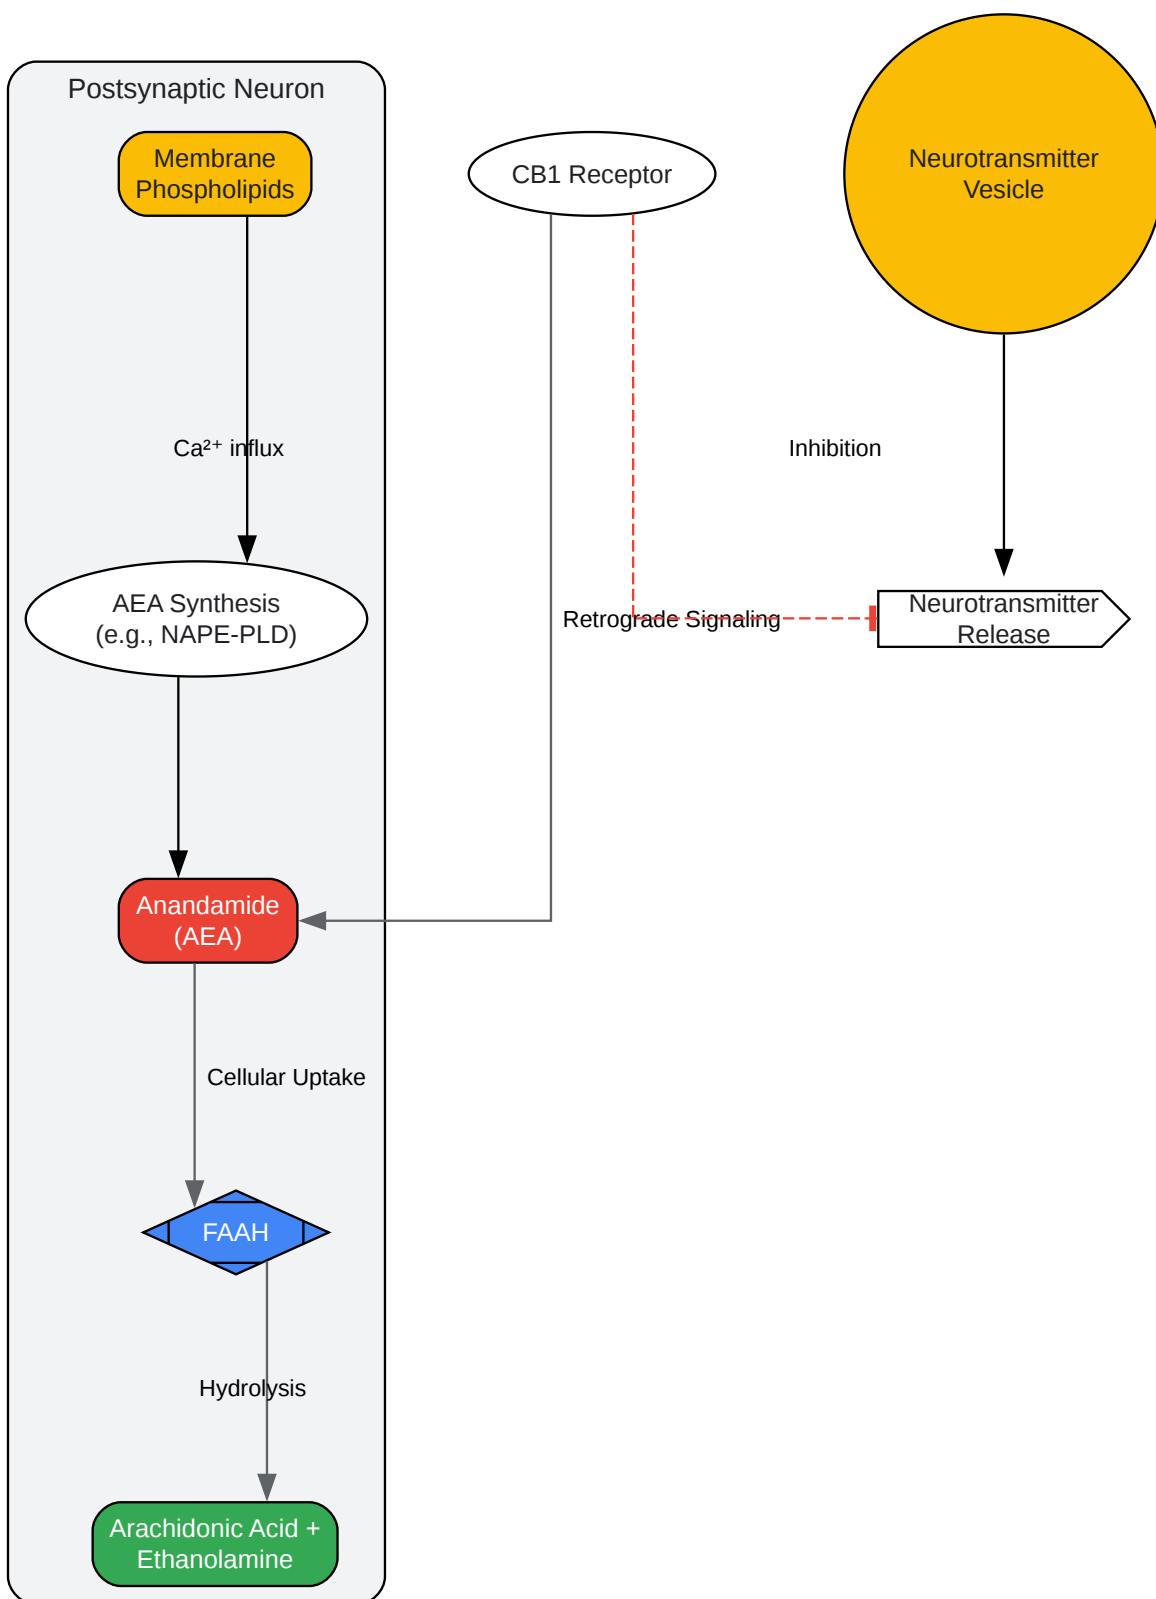 Postsynaptic Neuron
Membrane
Phospholipids
CB1 Receptor
Neurotransmitter
Vesicle
Ca²⁺ influx
Inhibition
AEA Synthesis
(e.g., NAPE-PLD)
Retrograde Signaling
Neurotransmitter
Release
Anandamide
(AEA)
Cellular Uptake
FAAH
Hydrolysis
Arachidonic Acid +
Ethanolamine